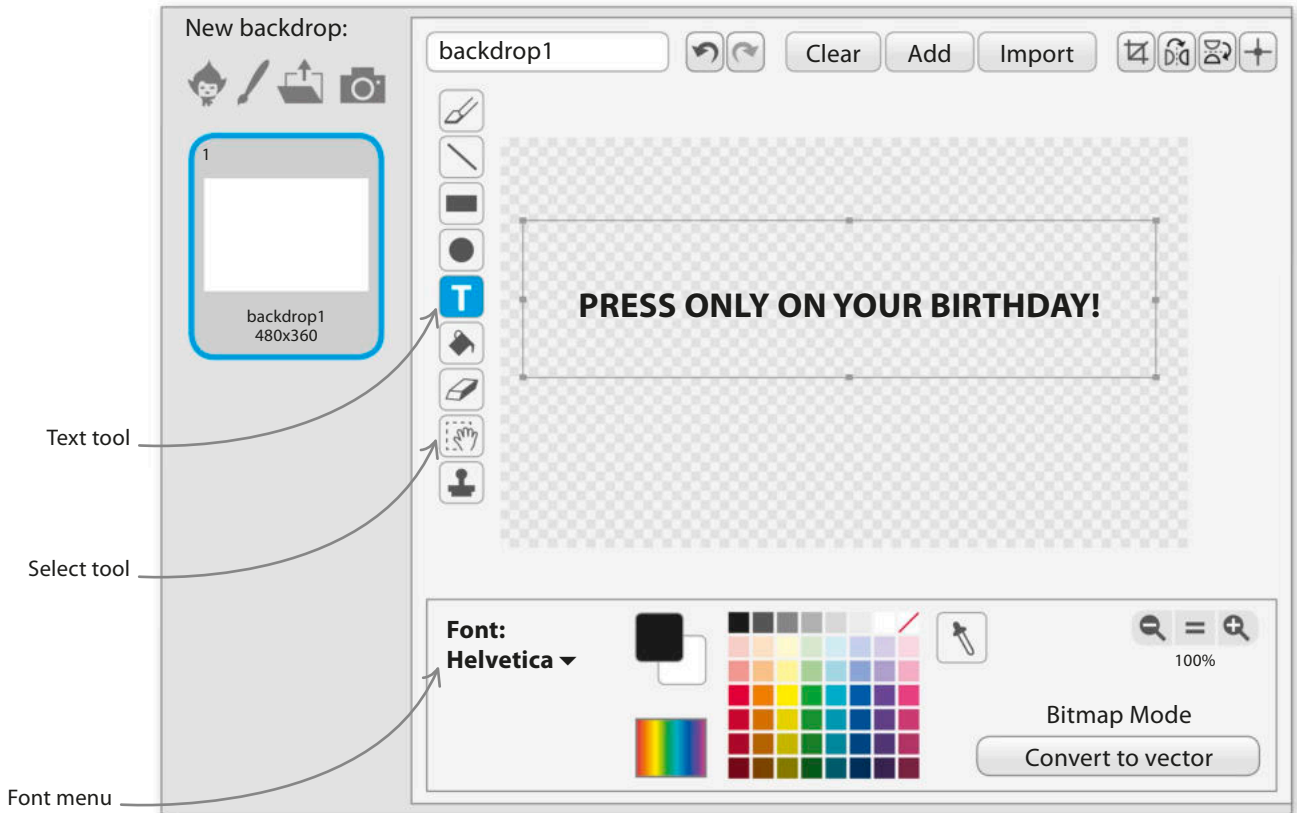 New backdrop:
backdrop1
Clear
Add
Import
1
backdrop1
480x360
T
PRESS ONLY ON YOUR BIRTHDAY!
Text tool
Select tool
Font:
Helvetica
100%
Bitmap Mode
Convert to vector
Font menu